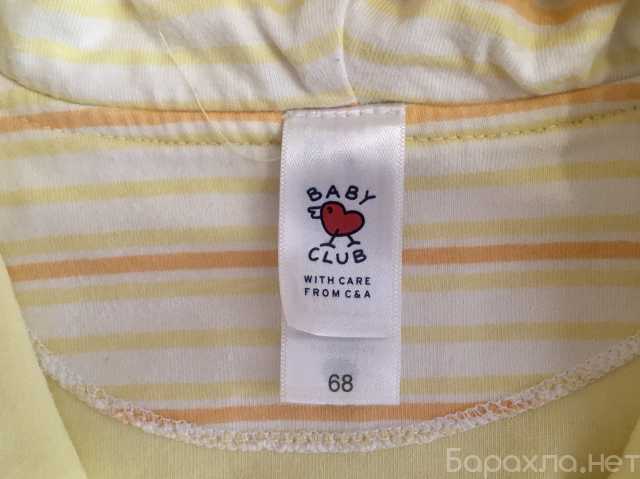 BABY
CLUB
WITH CARE
FROM C&A
68
Барахла.нет